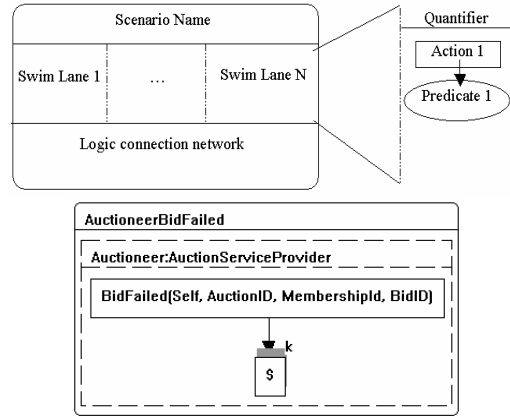 Scenario Name
Swim Lane 1
...
Swim Lane N
Logic connection network
Quantifier
Action 1
Predicate 1
AuctioneerBidFailed
Auctioneer:AuctionServiceProvider
BidFailed(Self, AuctionID, MembershipId, BidID)
k
$